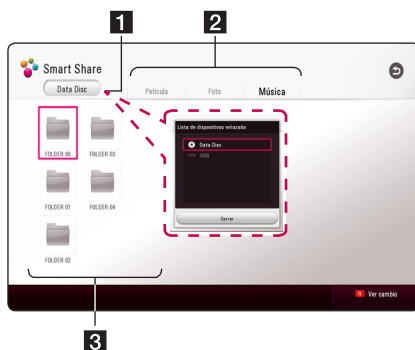 1
2
Smart Share
Data Disc
Película
Foto
Música
Lista de dispositivos enlazada
Data Disc
USB
Cerrar
FOLDER 00
FOLDER 03
FOLDER 01
FOLDER 04
FOLDER 02
R Ver cambio
3